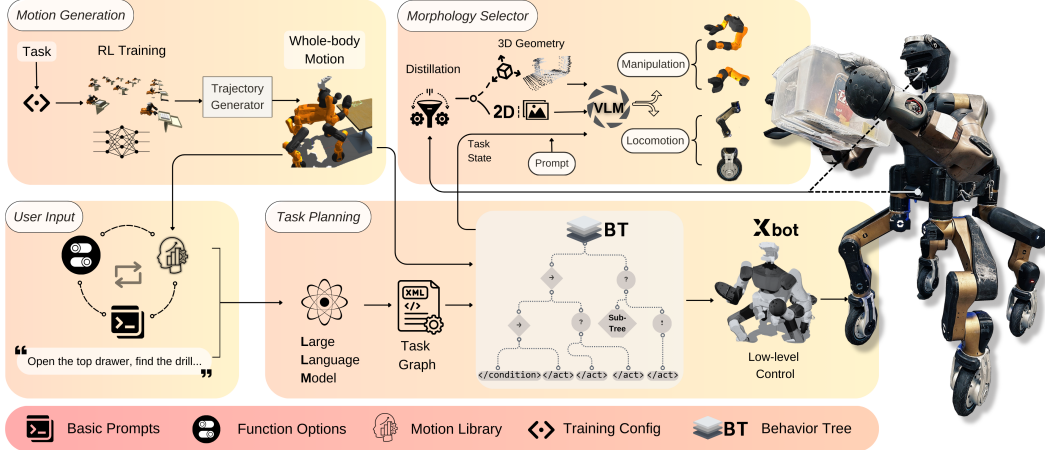 Motion Generation
Task
RL Training
Trajectory
Generator
Whole-body
Motion
Morphology Selector
Distillation
3D Geometry
2D
VLM
Task
State
Prompt
Manipulation
Locomotion
User Input
“
Open the top drawer, find the drill...
”
Task Planning
Large
Language
Model
XML
</>
Task
Graph
BT
→
?
→
?
Sub-
Tree
!
</condition>
</act>
</act>
</act>
</act>
Xbot
Low-level
Control
Basic Prompts
Function Options
Motion Library
Training Config
BT
Behavior Tree